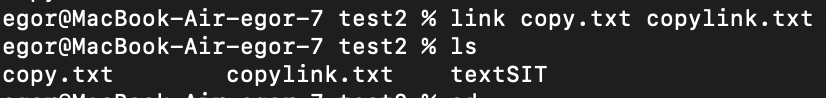 egor@MacBook-Air-egor-7 test2 % link copy.txt copylink.txt
egor@MacBook-Air-egor-7 test2 % ls
copy.txt copylink.txt textSIT